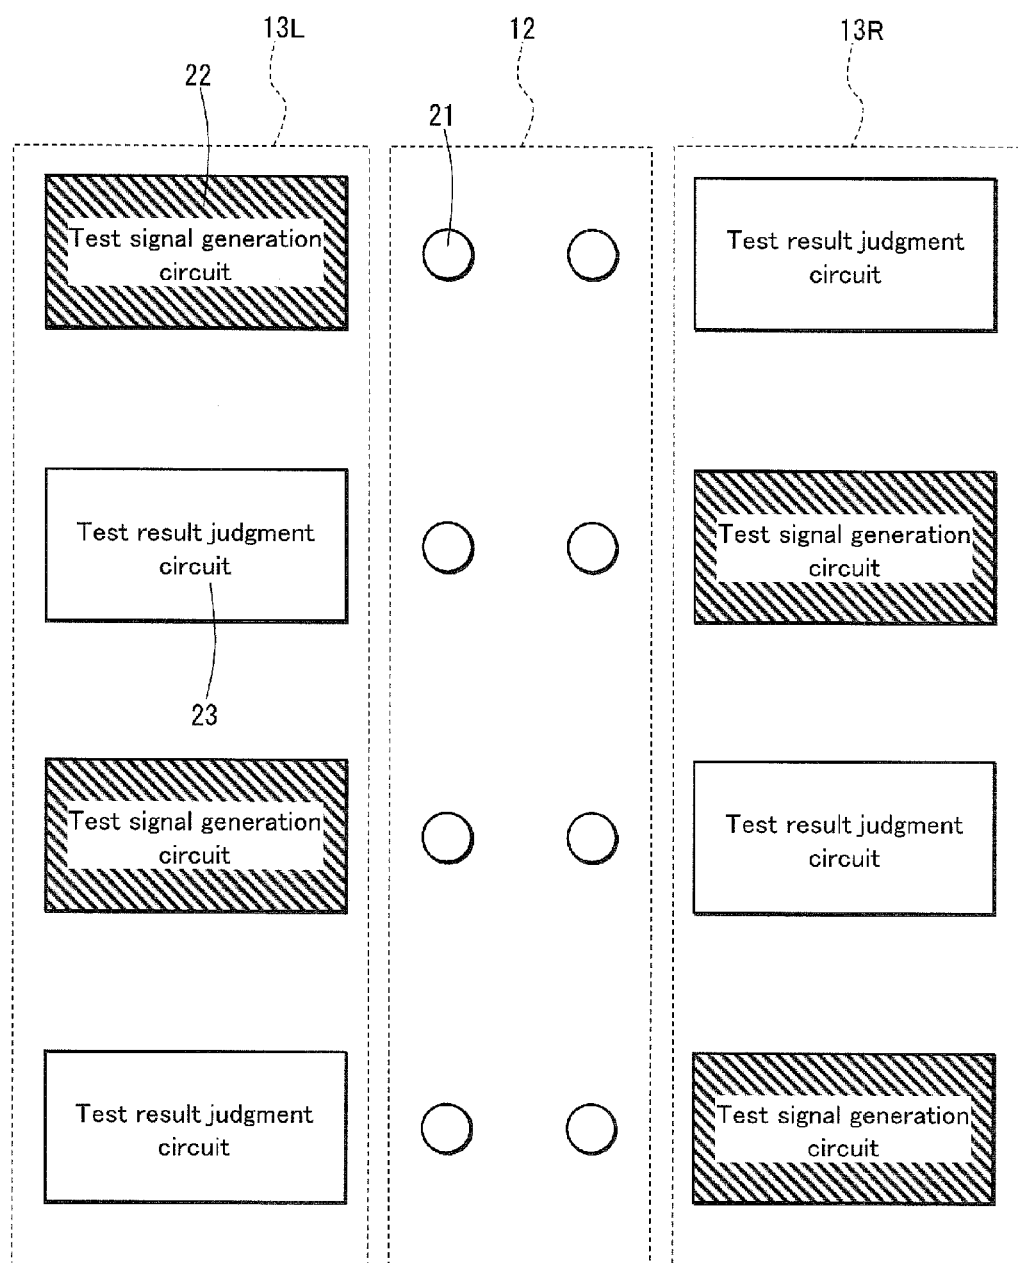 13L
12
13R
22
21
Test signal generation
circuit
Test result judgment
circuit
Test result judgment
circuit
Test signal generation
circuit
23
Test signal generation
circuit
Test result judgment
circuit
Test result judgment
circuit
Test signal generation
circuit